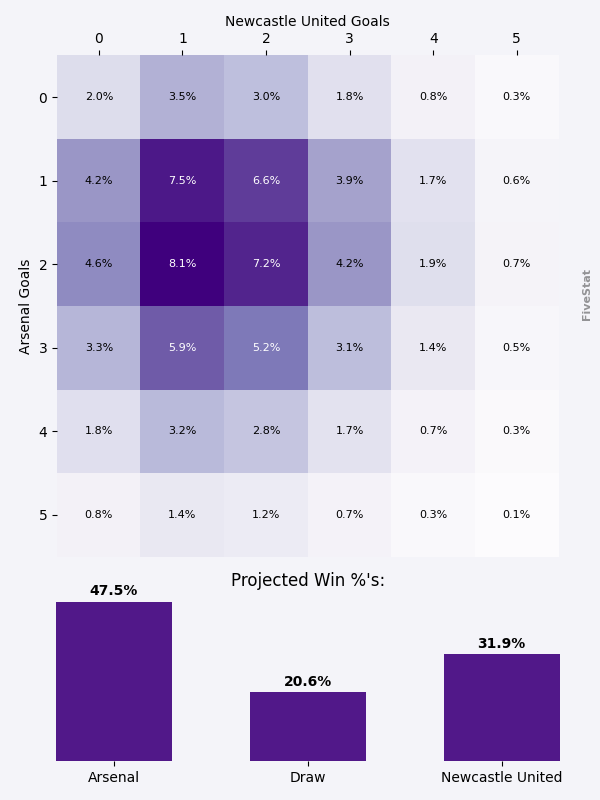 Newcastle United Goals
0 1 2 3 4 5
0 2.0% 3.5% 3.0% 1.8% 0.8% 0.3%
1 4.2% 7.5% 6.6% 3.9% 1.7% 0.6%
2 4.6% 8.1% 7.2% 4.2% 1.9% 0.7%
3 3.3% 5.9% 5.2% 3.1% 1.4% 0.5%
4 1.8% 3.2% 2.8% 1.7% 0.7% 0.3%
5 0.8% 1.4% 1.2% 0.7% 0.3% 0.1%
Arsenal Goals
FiveStat
Projected Win %'s:
47.5% 20.6% 31.9%
Arsenal Draw Newcastle United